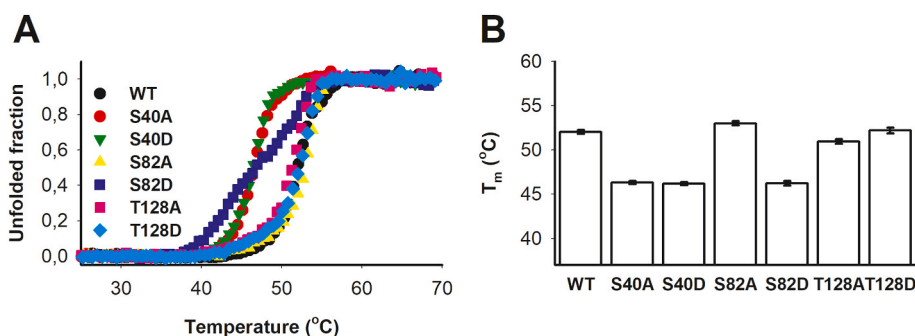 A
Unfolded fraction
1,0
0,8
0,6
0,4
0,2
0,0
WT
S40A
S40D
S82A
S82D
T128A
T128D
30 40 50 60 70
Temperature (°C)
B
Tm (°C)
60
55
50
45
40
WT S40A S40D S82A S82D T128A T128D